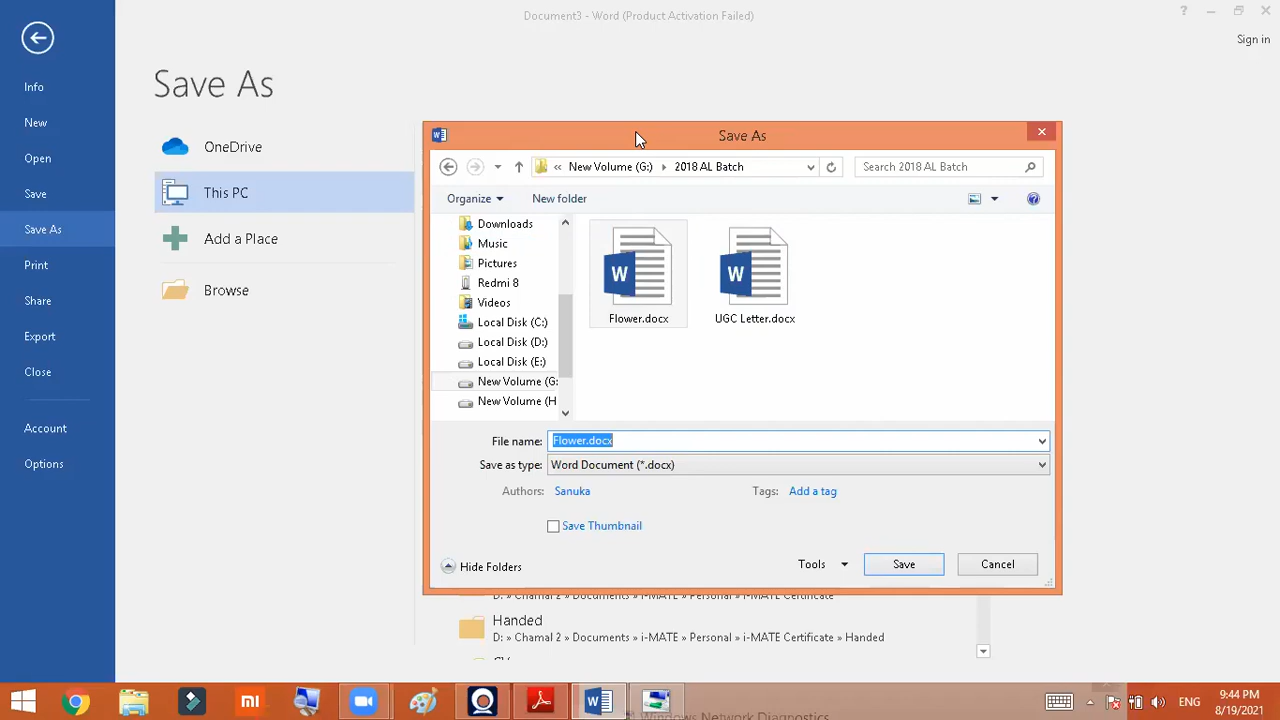 Document3 - Word (Product Activation Failed)
?
Sign in
Info
New
Open
Save
Save As
Print
Share
Export
Close
Account
Options
Save As
OneDrive
This PC
Add a Place
Browse
Save As
« New Volume (G:) 2018 AL Batch
Search 2018 AL Batch
Organize
New folder
Downloads
Music
Pictures
Redmi 8
Videos
Local Disk (C:)
Local Disk (D:)
Local Disk (E:)
New Volume (G:
New Volume (H
W
Flower.docx
W
UGC Letter.docx
File name: Flower.docx
Save as type: Word Document (*.docx)
Authors: Sanuka
Tags: Add a tag
Save Thumbnail
Hide Folders
Tools
Save
Cancel
D: » Chamal 2 » Documents » i-MATE » Personal » i-MATE Certificate
Handed
D: » Chamal 2 » Documents » i-MATE » Personal » i-MATE Certificate » Handed
mi
Windows Network Diagnostics
ENG
9:44 PM
8/19/2021